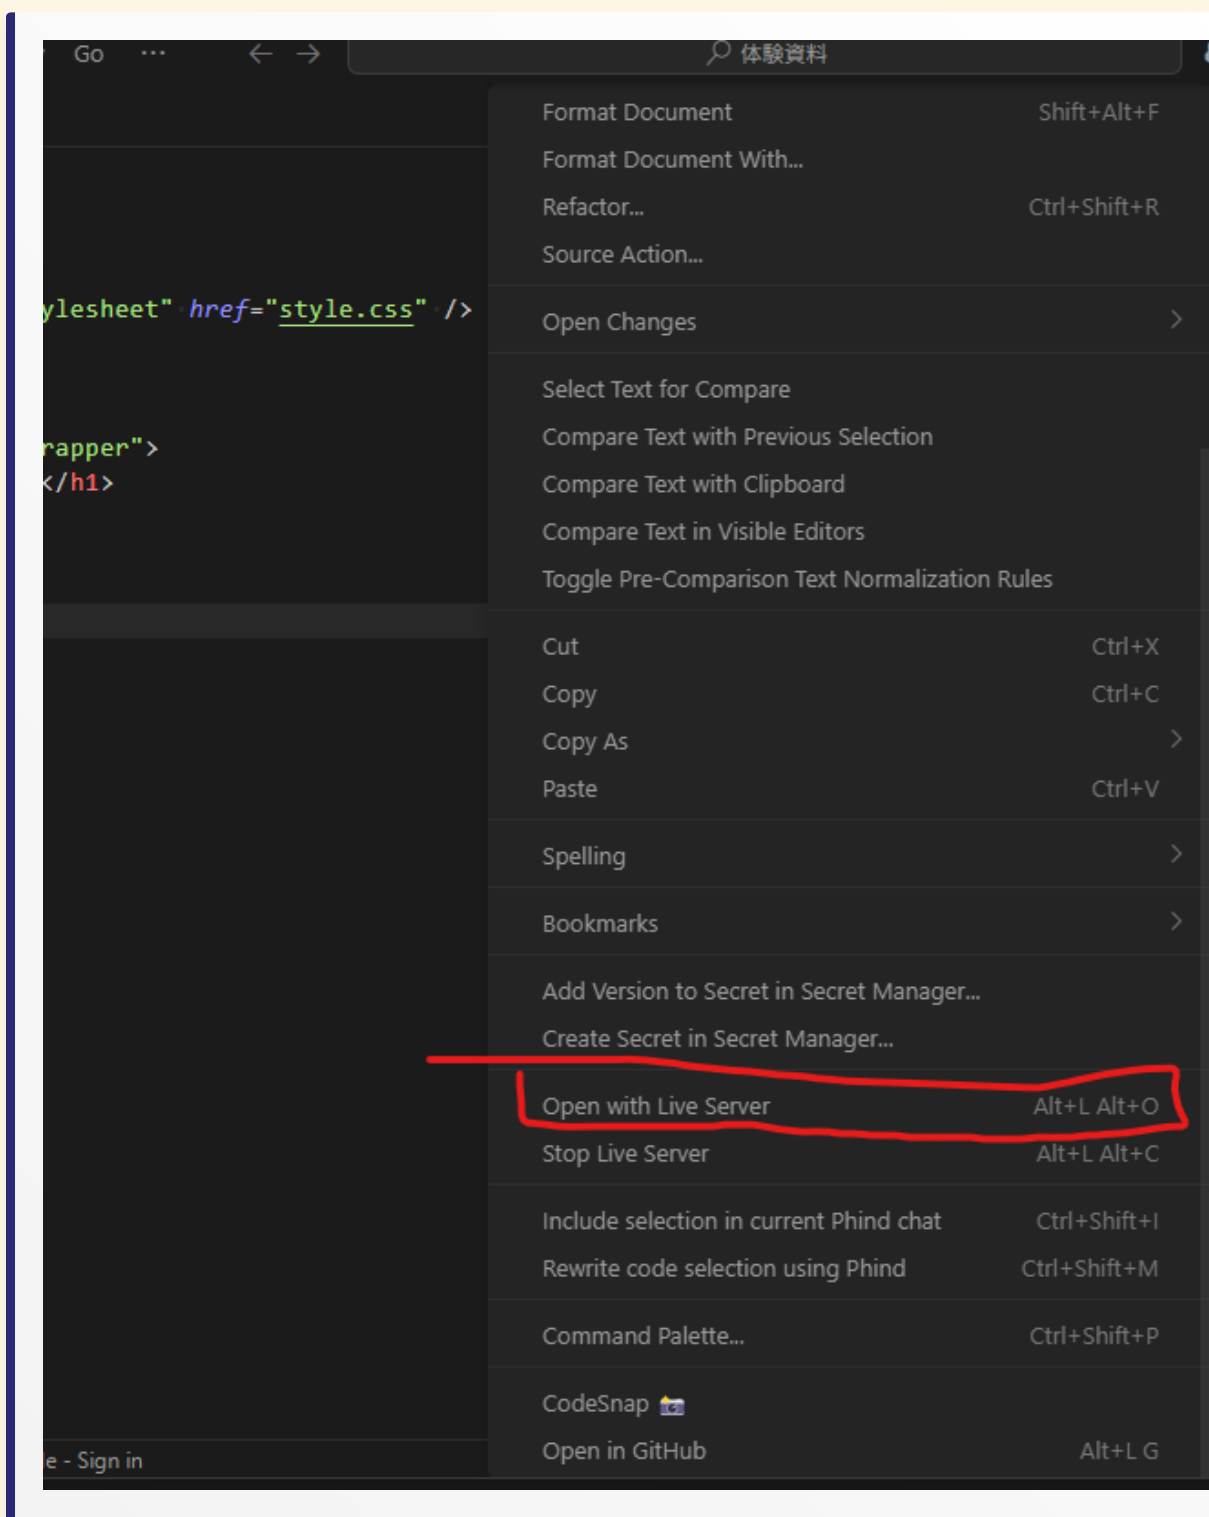 Go ··· ← → 体験資料
Format Document Shift+Alt+F
Format Document With...
Refactor... Ctrl+Shift+R
Source Action...
ylesheet" href="style.css" />
Open Changes
Select Text for Compare
Compare Text with Previous Selection
rapper">
Compare Text with Clipboard
</h1>
Compare Text in Visible Editors
Toggle Pre-Comparison Text Normalization Rules
Cut Ctrl+X
Copy Ctrl+C
Copy As
Paste Ctrl+V
Spelling
Bookmarks
Add Version to Secret in Secret Manager...
Create Secret in Secret Manager...
Open with Live Server Alt+L Alt+O
Stop Live Server Alt+L Alt+C
Include selection in current Phind chat Ctrl+Shift+I
Rewrite code selection using Phind Ctrl+Shift+M
Command Palette... Ctrl+Shift+P
CodeSnap 📸
Open in GitHub Alt+L G
e - Sign in